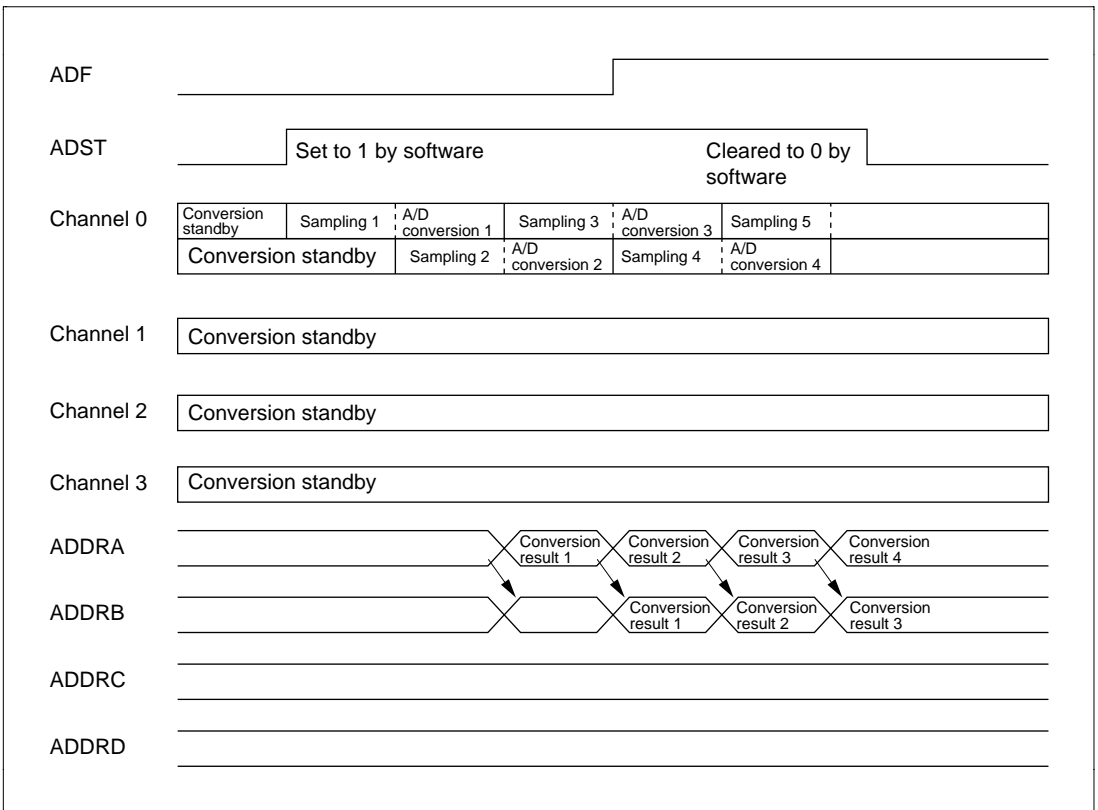 ADF
ADST
Set to 1 by software
Cleared to 0 by
software
Channel 0
Conversion
standby
Sampling 1
A/D
conversion 1
Sampling 3
A/D
conversion 3
Sampling 5
Conversion standby
Sampling 2
A/D
conversion 2
Sampling 4
A/D
conversion 4
Channel 1
Conversion standby
Channel 2
Conversion standby
Channel 3
Conversion standby
ADDRA
Conversion
result 1
Conversion
result 2
Conversion
result 3
Conversion
result 4
ADDRB
Conversion
result 1
Conversion
result 2
Conversion
result 3
ADDRC
ADDRD